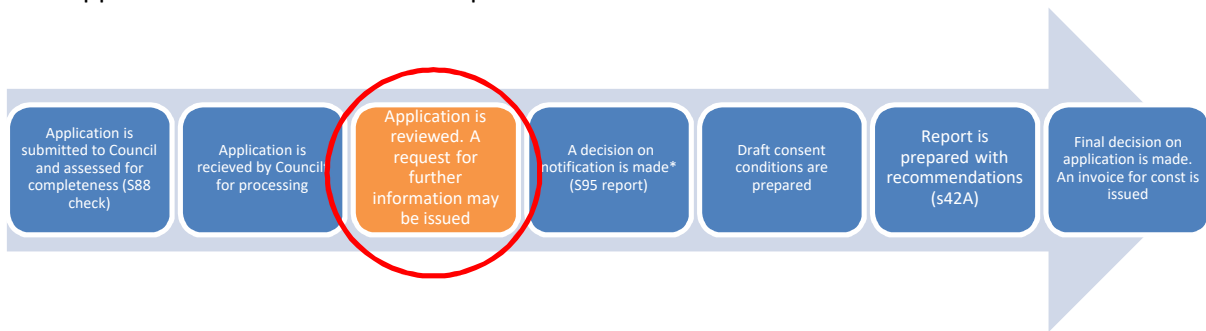 Application is
submitted to Council
and assessed for
completeness (S88
check)
Application is
recieved by Council
for processing
Application is
reviewed. A
request for
further
information may
be issued
A decision on
notification is made*
(S95 report)
Draft consent
conditions are
prepared
Report is
prepared with
recommendations
(s42A)
Final decision on
application is made.
An invoice for const is
issued